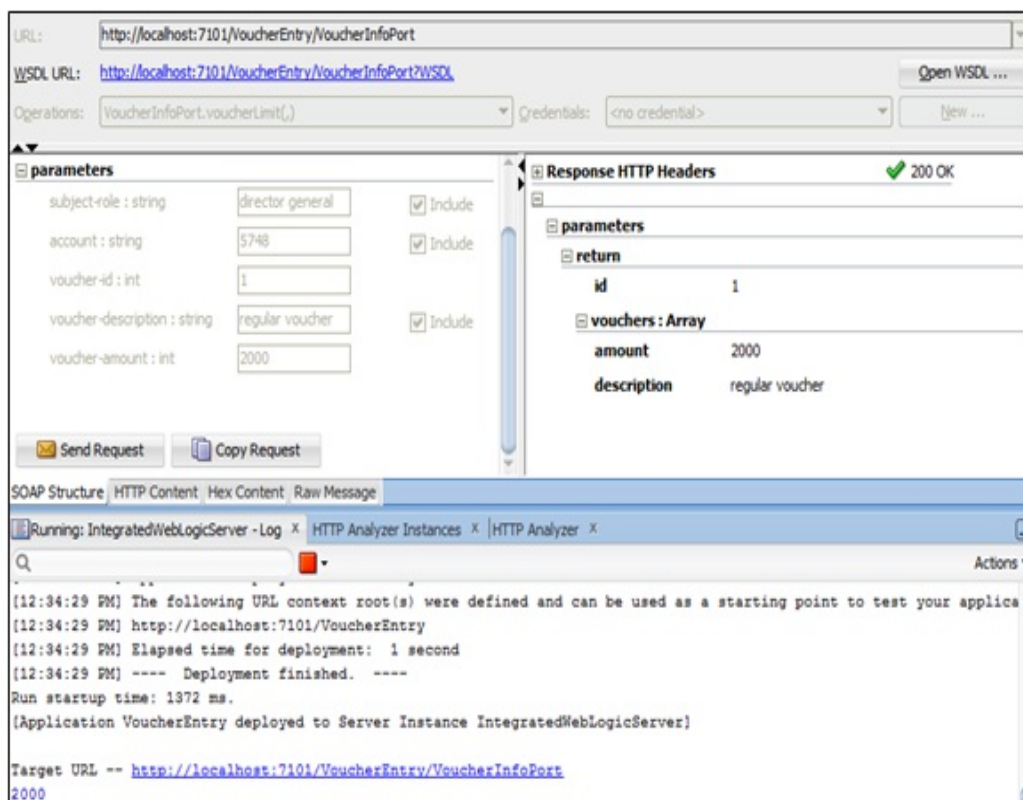 URL: http://localhost:7101/VoucherEntry/VoucherInfoPort
WSDL URL: http://localhost:7101/VoucherEntry/VoucherInfoPort?WSDL Open WSDL ...
Operations: VoucherInfoPort.voucherLimit(,) Credentials: <no credential> New ...
parameters
subject-role : string director general Include
account : string 5748 Include
voucher-id : int 1
voucher-description : string regular voucher Include
voucher-amount : int 2000
Send Request Copy Request
Response HTTP Headers 200 OK
parameters
return
id 1
vouchers : Array
amount 2000
description regular voucher
SOAP Structure HTTP Content Hex Content Raw Message
Running: IntegratedWebLogicServer - Log x HTTP Analyzer Instances x HTTP Analyzer x
Actions
[12:34:29 PM] The following URL context root(s) were defined and can be used as a starting point to test your applica
[12:34:29 PM] http://localhost:7101/VoucherEntry
[12:34:29 PM] Elapsed time for deployment: 1 second
[12:34:29 PM] ---- Deployment finished. ----
Run startup time: 1372 ms.
[Application VoucherEntry deployed to Server Instance IntegratedWebLogicServer]
Target URL -- http://localhost:7101/VoucherEntry/VoucherInfoPort
2000